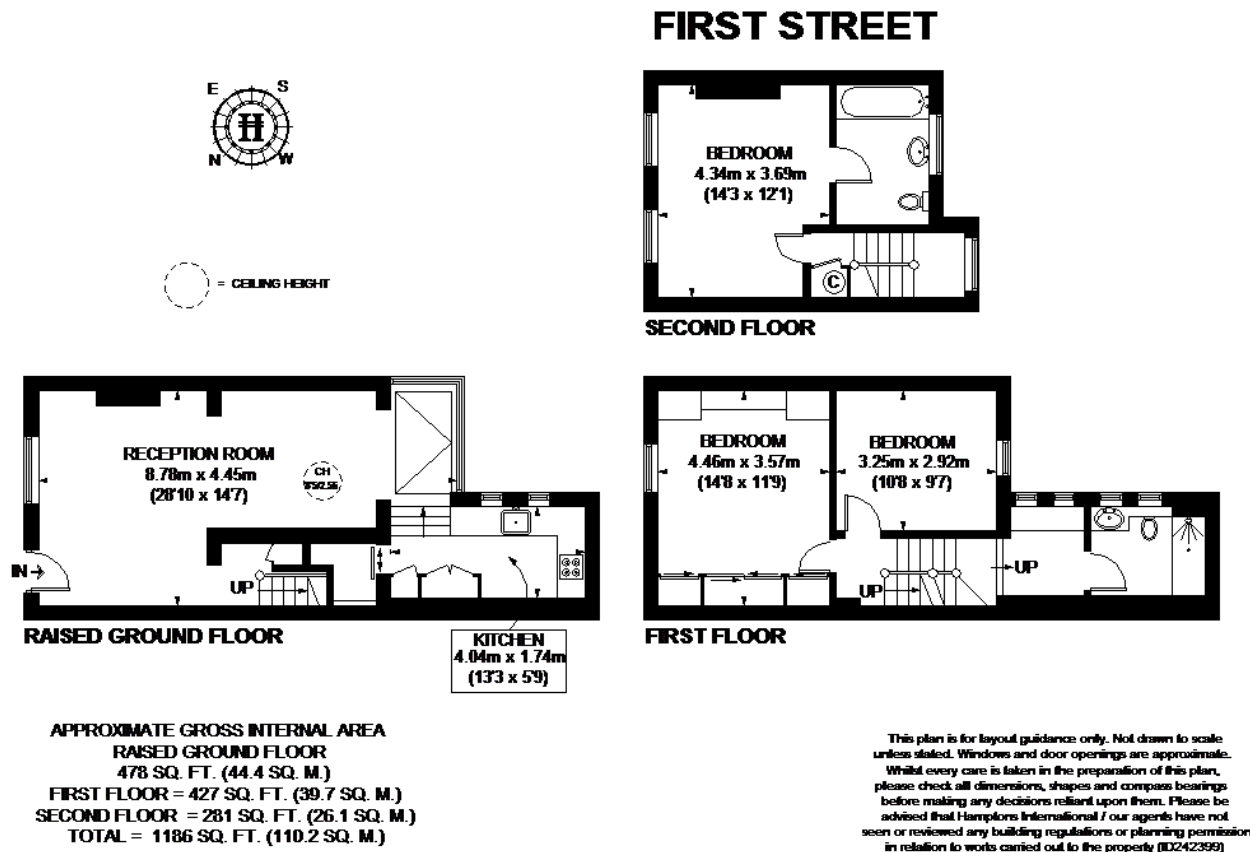 FIRST STREET
E S
H
N W
= CEILING HEIGHT
BEDROOM
4.34m x 3.69m
(14'3 x 12'1)
C
SECOND FLOOR
RECEPTION ROOM
8.78m x 4.45m
(28'10 x 14'7)
CH
IN
UP
RAISED GROUND FLOOR
KITCHEN
4.04m x 1.74m
(13'3 x 5'9)
BEDROOM
4.46m x 3.57m
(14'8 x 11'9)
BEDROOM
3.25m x 2.92m
(10'8 x 9'7)
UP
UP
FIRST FLOOR
APPROXIMATE GROSS INTERNAL AREA
RAISED GROUND FLOOR
478 SQ. FT. (44.4 SQ. M.)
FIRST FLOOR = 427 SQ. FT. (39.7 SQ. M.)
SECOND FLOOR = 281 SQ. FT. (26.1 SQ. M.)
TOTAL = 1186 SQ. FT. (110.2 SQ. M.)
This plan is for layout guidance only. Not drawn to scale
unless stated. Windows and door openings are approximate.
Whilst every care is taken in the preparation of this plan,
please check all dimensions, shapes and compass bearings
before making any decisions reliant upon them. Please be
advised that Hamptons International / our agents have not
seen or reviewed any building regulations or planning permission
in relation to works carried out to the property (ID242399)